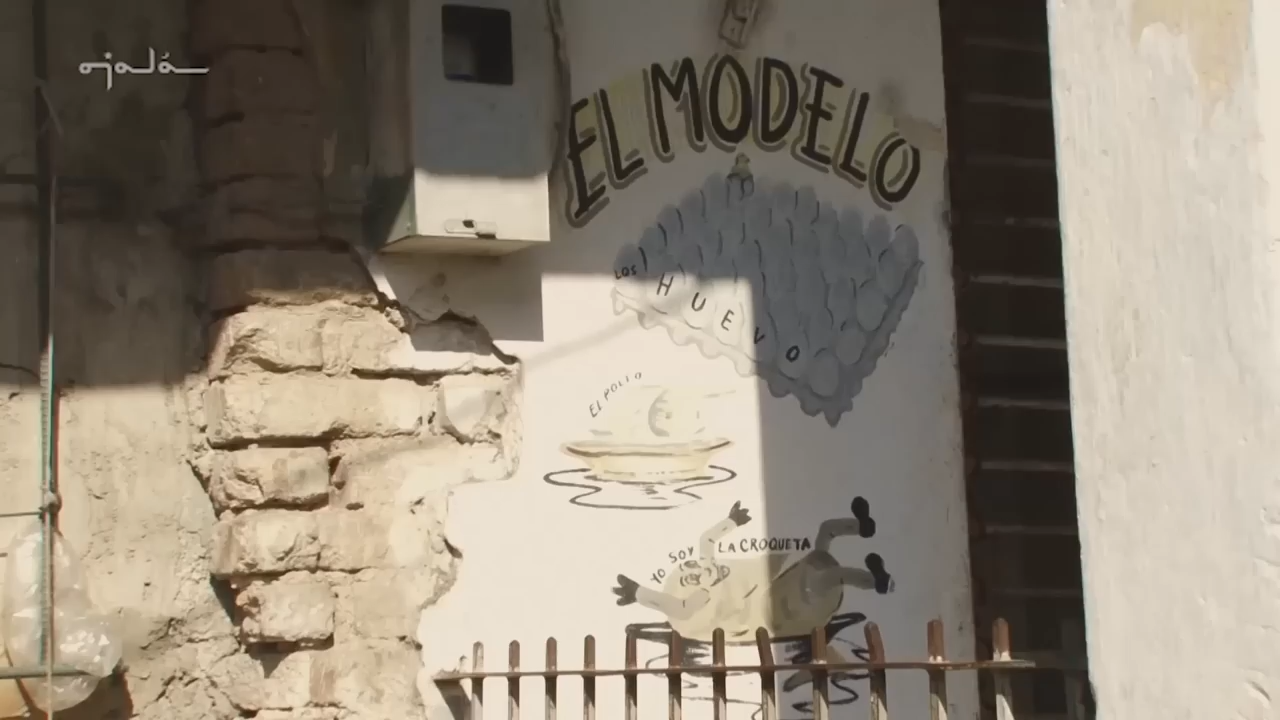 ojalá
EL MODELO
LOS
HUEVO
EL POLLO
YO SOY LA CROQUETA